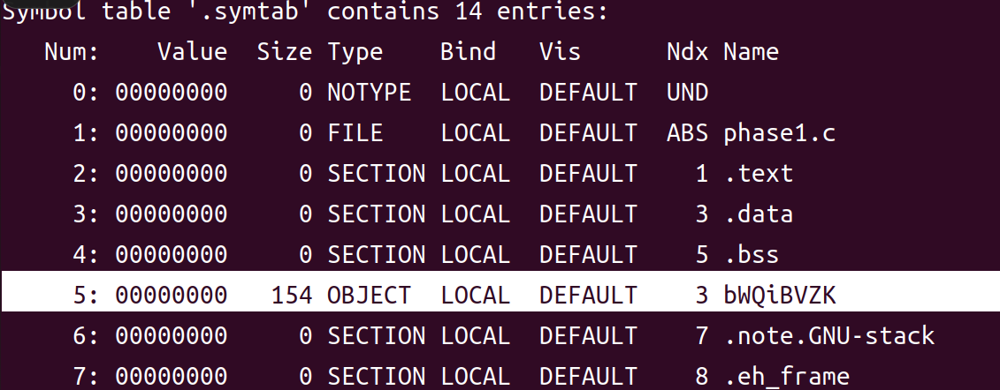 Symbol table '.symtab' contains 14 entries:
Num: Value Size Type Bind Vis Ndx Name
0: 00000000 0 NOTYPE LOCAL DEFAULT UND
1: 00000000 0 FILE LOCAL DEFAULT ABS phase1.c
2: 00000000 0 SECTION LOCAL DEFAULT 1 .text
3: 00000000 0 SECTION LOCAL DEFAULT 3 .data
4: 00000000 0 SECTION LOCAL DEFAULT 5 .bss
5: 00000000 154 OBJECT LOCAL DEFAULT 3 bWQiBVZK
6: 00000000 0 SECTION LOCAL DEFAULT 7 .note.GNU-stack
7: 00000000 0 SECTION LOCAL DEFAULT 8 .eh_frame